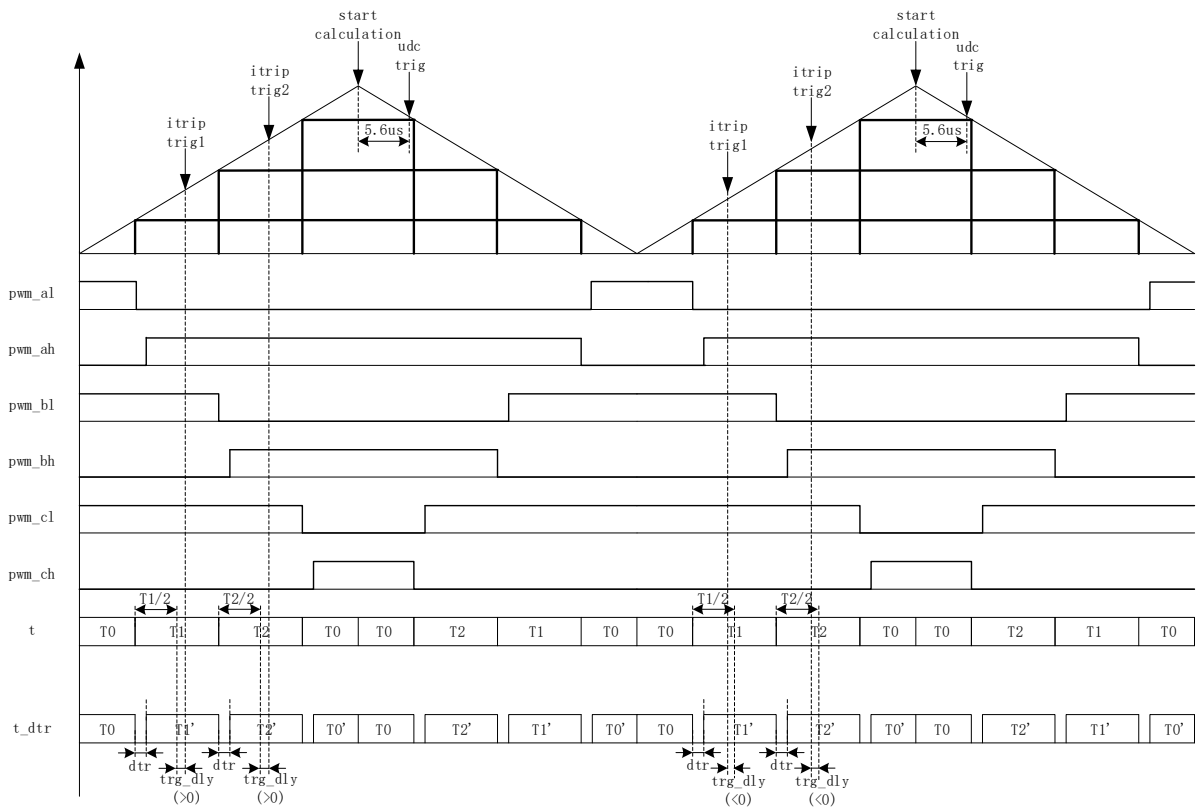 start
calculation
udc
trig
itrip
trig2
itrip
trig1
5.6us
start
calculation
udc
trig
itrip
trig2
itrip
trig1
5.6us
pwm_al
pwm_ah
pwm_bl
pwm_bh
pwm_cl
pwm_ch
T1/2 T2/2 T1/2 T2/2
t T0 T1 T2 T0 T0 T2 T1 T0 T0 T1 T2 T0 T0 T2 T1 T0
t_dtr T0 T1' T2' T0' T0 T2' T1' T0' T0 T1' T2' T0' T0 T2' T1' T0'
dtr dtr dtr dtr
trg_dly trg_dly trg_dly trg_dly
(>0) (>0) (<0) (<0)